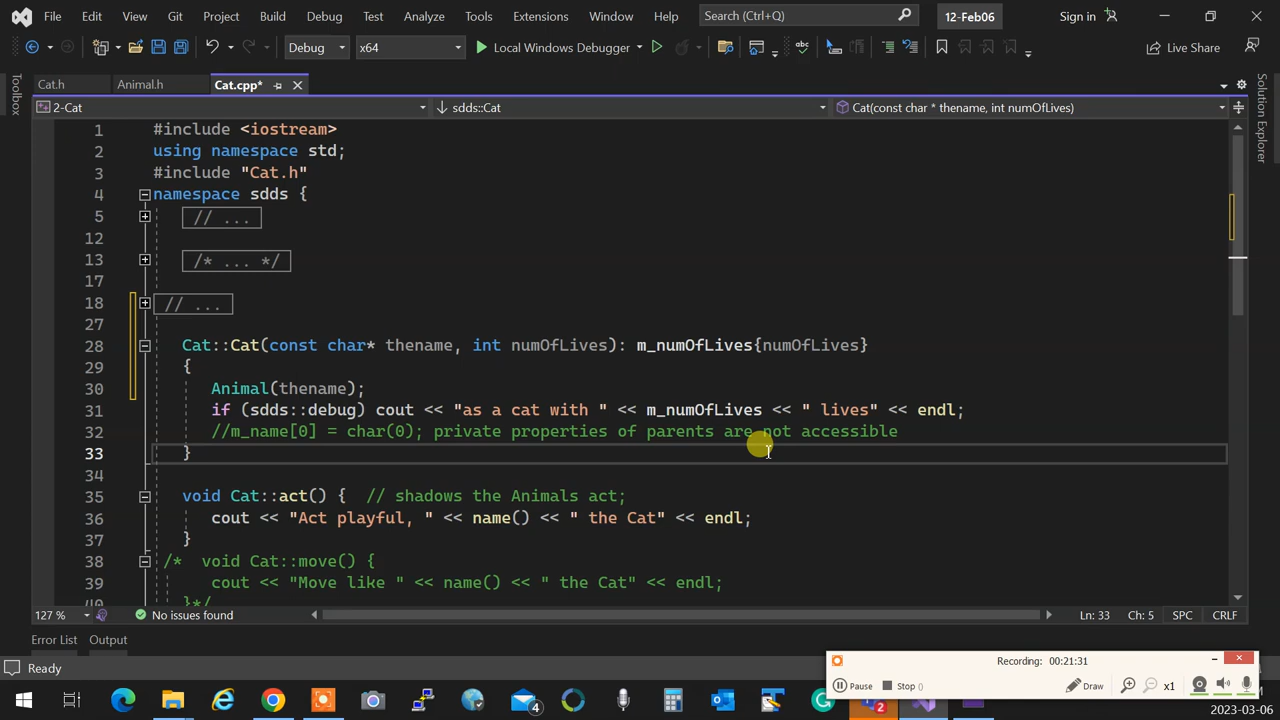 File Edit View Git Project Build Debug Test Analyze Tools Extensions Window Help Search (Ctrl+Q) 12-Feb06 Sign in
Debug x64 Local Windows Debugger Live Share
Cat.h Animal.h Cat.cpp*
2-Cat sdds::Cat Cat(const char * thename, int numOfLives)
Toolbox
Solution Explorer
1 #include <iostream>
2 using namespace std;
3 #include "Cat.h"
4 namespace sdds {
5 // ...
12
13 /* ... */
17
18 // ...
27
28 Cat::Cat(const char* thename, int numOfLives): m_numOfLives{numOfLives}
29 {
30 Animal(thename);
31 if (sdds::debug) cout << "as a cat with " << m_numOfLives << " lives" << endl;
32 //m_name[0] = char(0); private properties of parents are not accessible
33 }
34
35 void Cat::act() { // shadows the Animals act;
36 cout << "Act playful, " << name() << " the Cat" << endl;
37 }
38 /* void Cat::move() {
39 cout << "Move like " << name() << " the Cat" << endl;
40 }*/
127 % No issues found Ln: 33 Ch: 5 SPC CRLF
Error List Output
Ready
Recording: 00:21:31
Pause Stop () Draw x1
4 2
2023-03-06